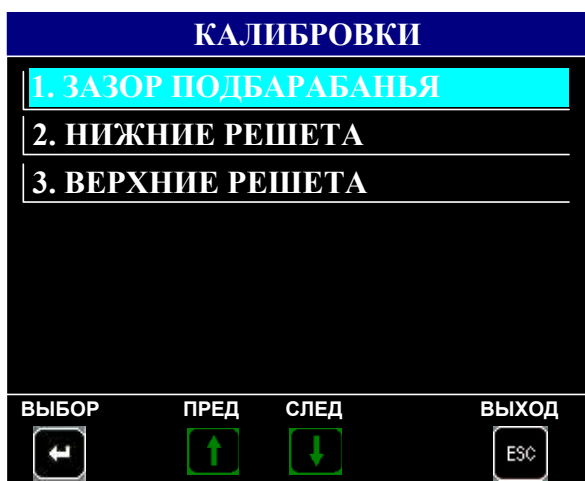 КАЛИБРОВКИ
1. ЗАЗОР ПОДБАРАБАНЬЯ
2. НИЖНИЕ РЕШЕТА
3. ВЕРХНИЕ РЕШЕТА
ВЫБОР ПРЕД СЛЕД ВЫХОД
ESC